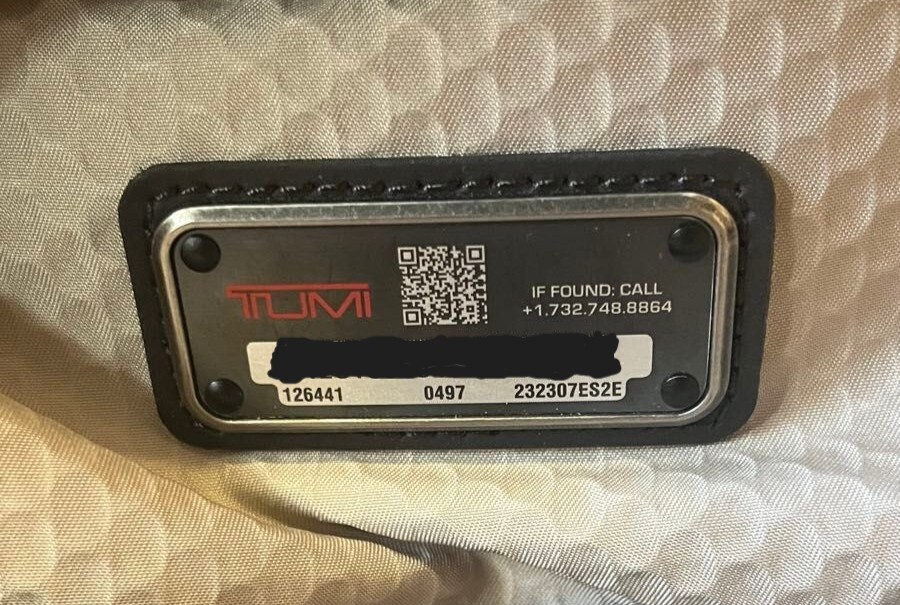 TUMI
IF FOUND: CALL
+1.732.748.8864
126441 0497 232307ES2E